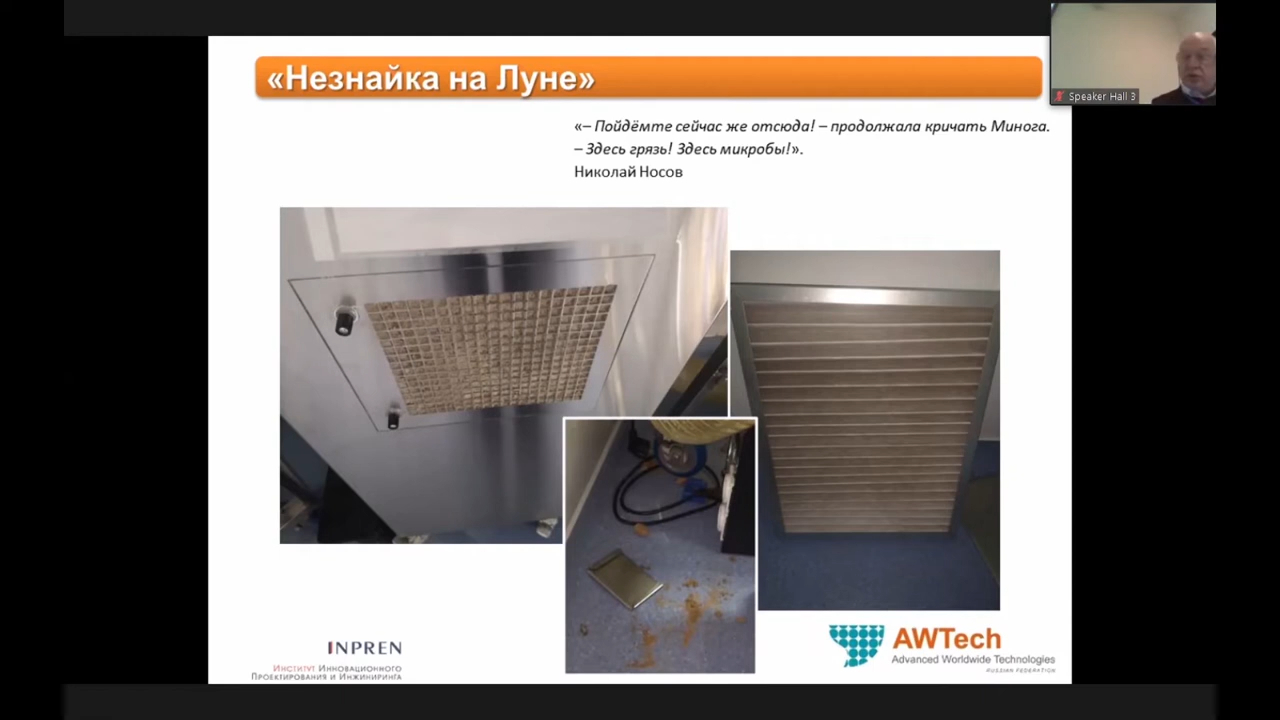 «Незнайка на Луне»
Speaker Hall 3
«– Пойдёмте сейчас же отсюда! – продолжала кричать Минога.
– Здесь грязь! Здесь микробы!».
Николай Носов
INPREN
Институт Инновационного
Проектирования и Инжиниринга
AWTech
Advanced Worldwide Technologies
RUSSIAN FEDERATION